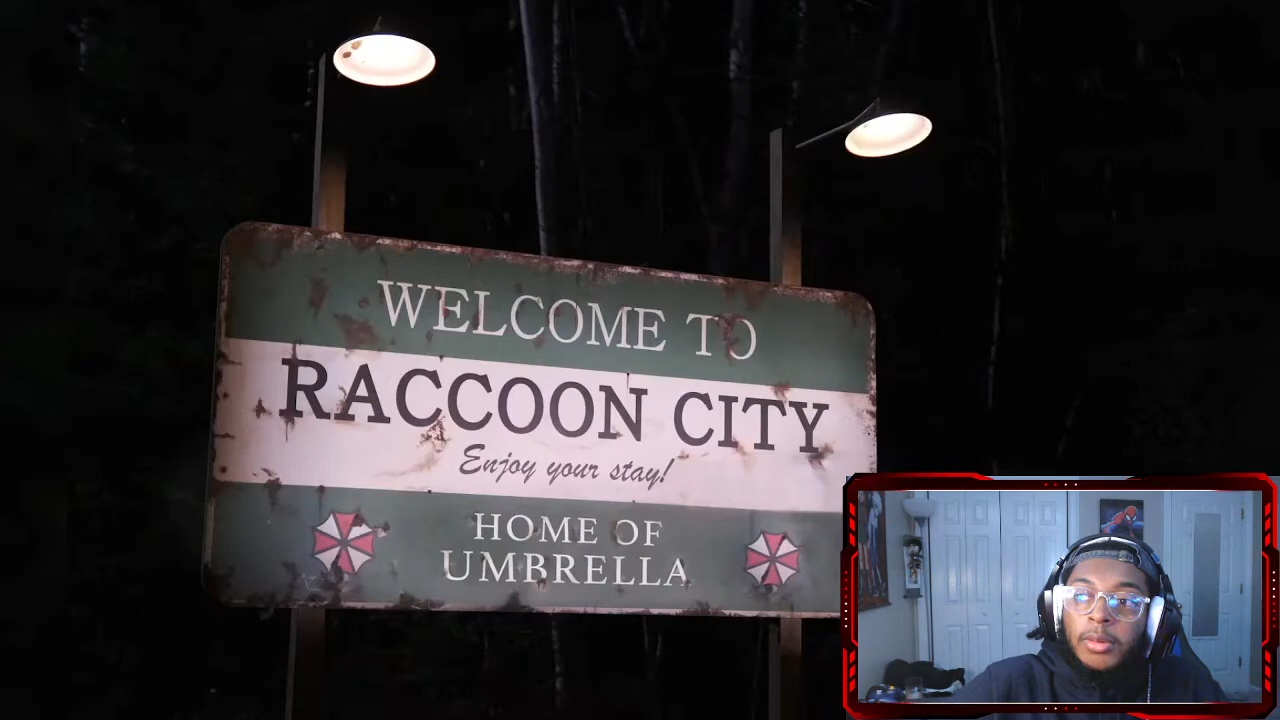 WELCOME TO
RACCOON CITY
Enjoy your stay!
HOME OF
UMBRELLA